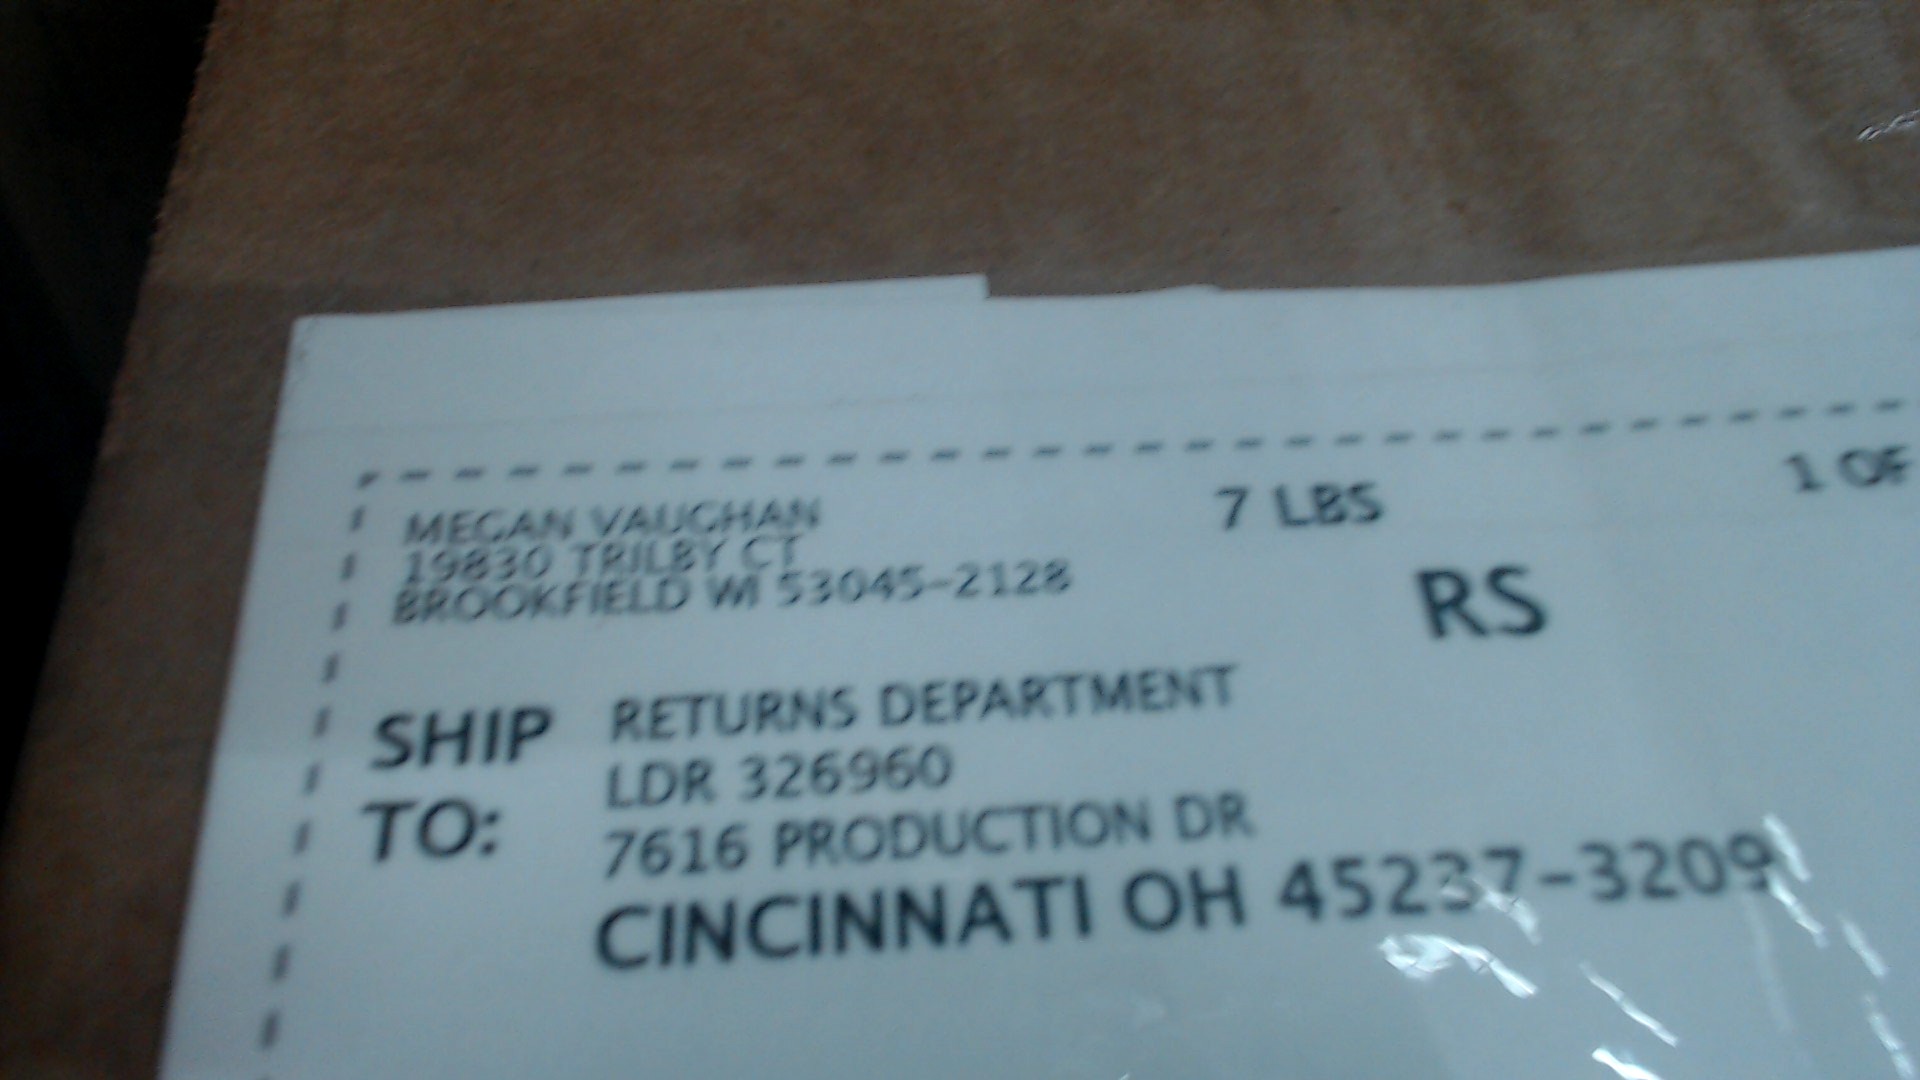 MEGAN VAUGHAN
19830 TRILBY CT
BROOKFIELD WI 53045-2128
7 LBS
1 OF
RS
SHIP TO:
RETURNS DEPARTMENT
LDR 326960
7616 PRODUCTION DR
CINCINNATI OH 45237-3209